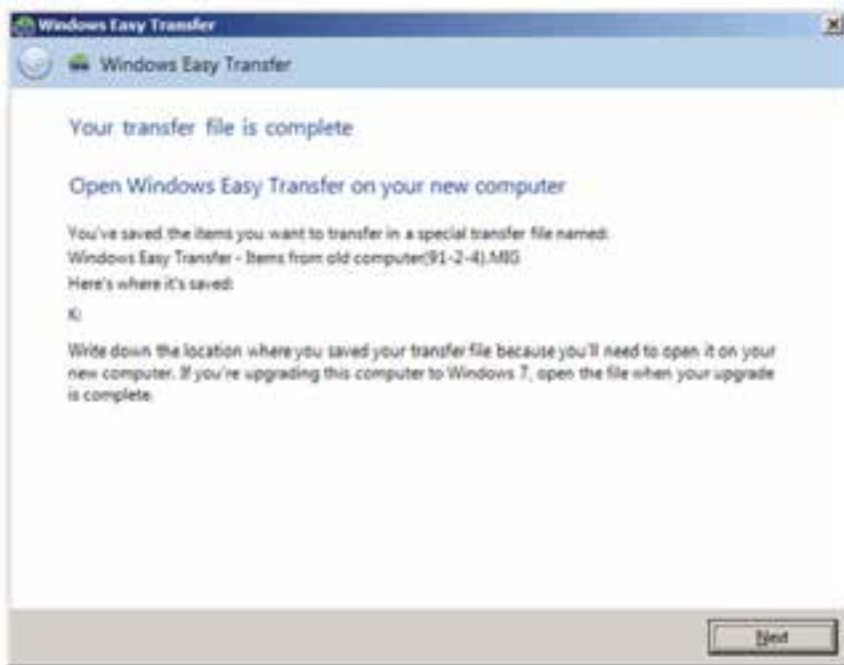 Windows Easy Transfer
Windows Easy Transfer
Your transfer file is complete
Open Windows Easy Transfer on your new computer
You've saved the items you want to transfer in a special transfer file named:
Windows Easy Transfer - Items from old computer(91-2-4).MIG
Here's where it's saved:
K:
Write down the location where you saved your transfer file because you'll need to open it on your
new computer. If you're upgrading this computer to Windows 7, open the file when your upgrade
is complete.
Next